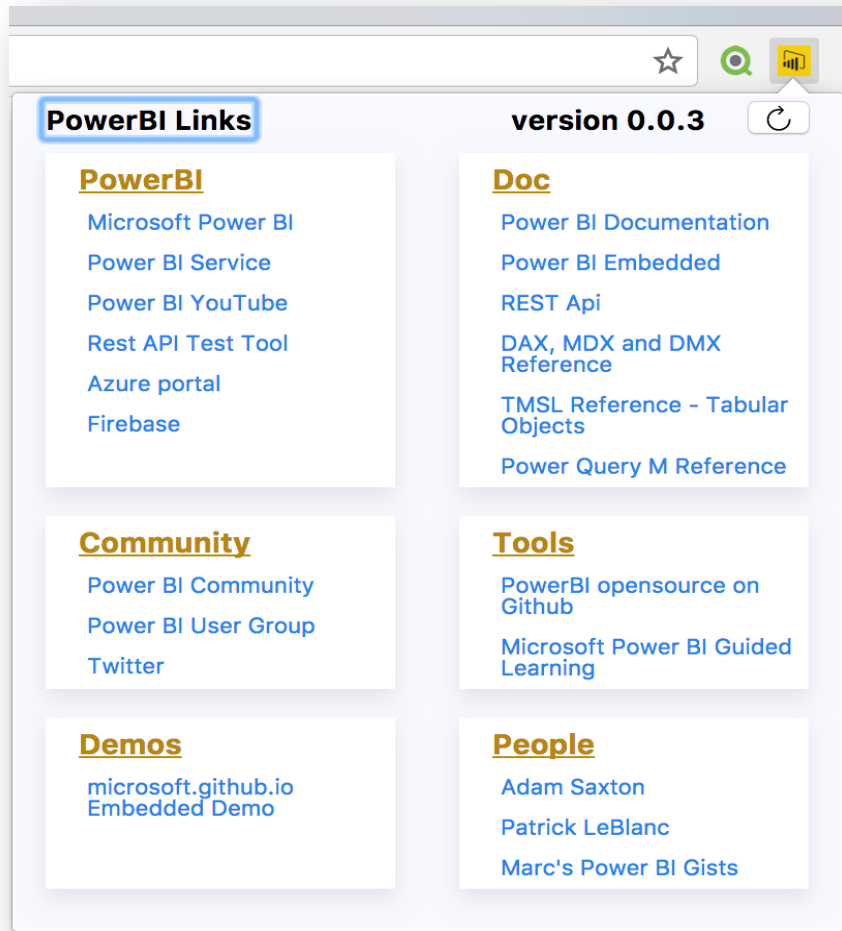 PowerBI Links
version 0.0.3
PowerBI
Microsoft Power BI
Power BI Service
Power BI YouTube
Rest API Test Tool
Azure portal
Firebase
Doc
Power BI Documentation
Power BI Embedded
REST Api
DAX, MDX and DMX
Reference
TMSL Reference - Tabular
Objects
Power Query M Reference
Community
Power BI Community
Power BI User Group
Twitter
Tools
PowerBI opensource on
Github
Microsoft Power BI Guided
Learning
Demos
microsoft.github.io
Embedded Demo
People
Adam Saxton
Patrick LeBlanc
Marc's Power BI Gists